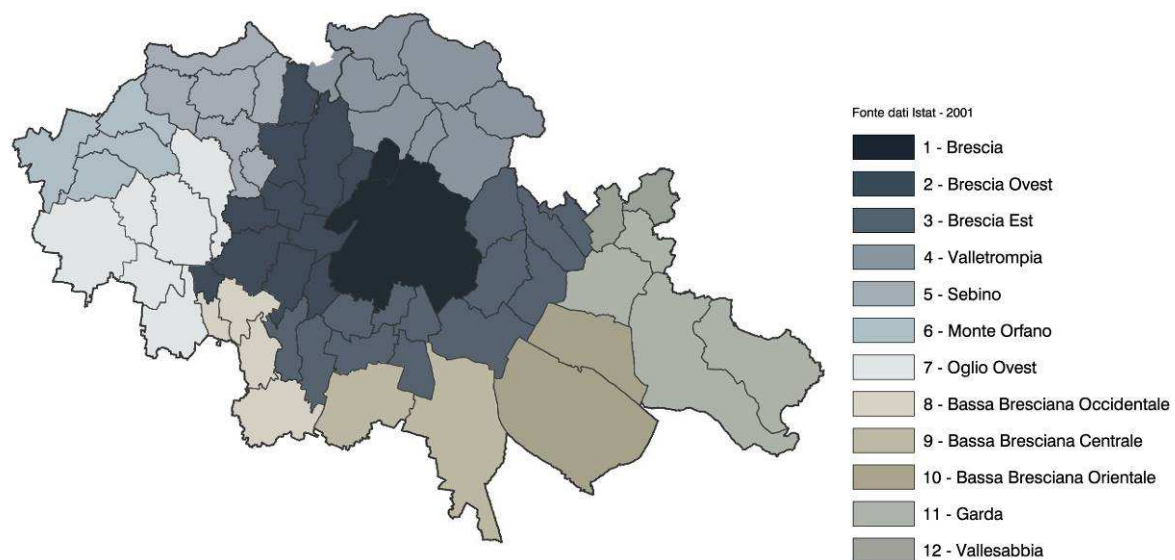 Fonte dati Istat - 2001
1 - Brescia
2 - Brescia Ovest
3 - Brescia Est
4 - Valletrompia
5 - Sebino
6 - Monte Orfano
7 - Oglio Ovest
8 - Bassa Bresciana Occidentale
9 - Bassa Bresciana Centrale
10 - Bassa Bresciana Orientale
11 - Garda
12 - Vallesabbia